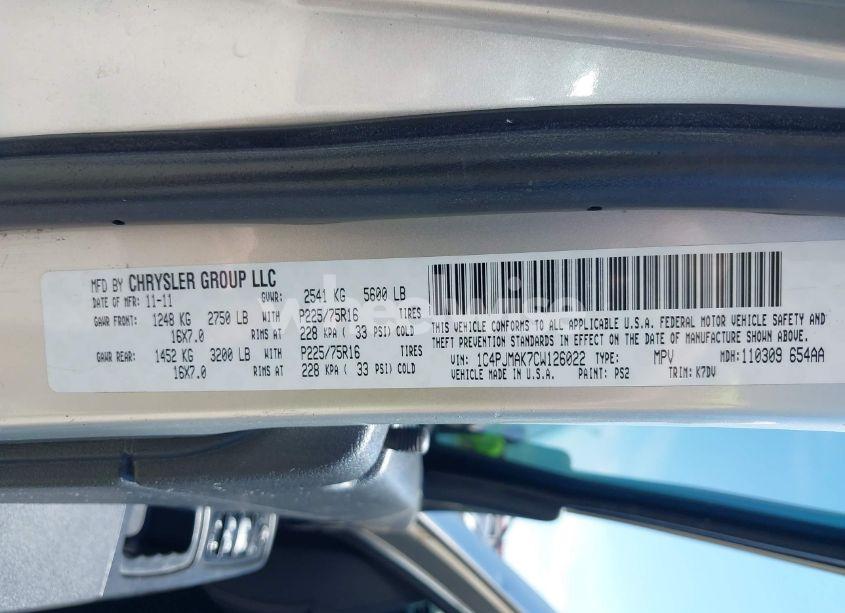 MFD BY CHRYSLER GROUP LLC
DATE OF MFR: 11-11 GVWR: 2541 KG 5600 LB
GAWR FRONT: 1248 KG 2750 LB WITH P225/75R16 TIRES
16X7.0 RIMS AT 228 KPA ( 33 PSI) COLD
GAWR REAR: 1452 KG 3200 LB WITH P225/75R16 TIRES
16X7.0 RIMS AT 228 KPA ( 33 PSI) COLD
THIS VEHICLE CONFORMS TO ALL APPLICABLE U.S.A. FEDERAL MOTOR VEHICLE SAFETY AND
THEFT PREVENTION STANDARDS IN EFFECT ON THE DATE OF MANUFACTURE SHOWN ABOVE.
VIN: 1C4PJMAK7CW126022 TYPE: MPV MDH: 110309 654AA
VEHICLE MADE IN U.S.A. PAINT: PS2 TRIM: K7DV